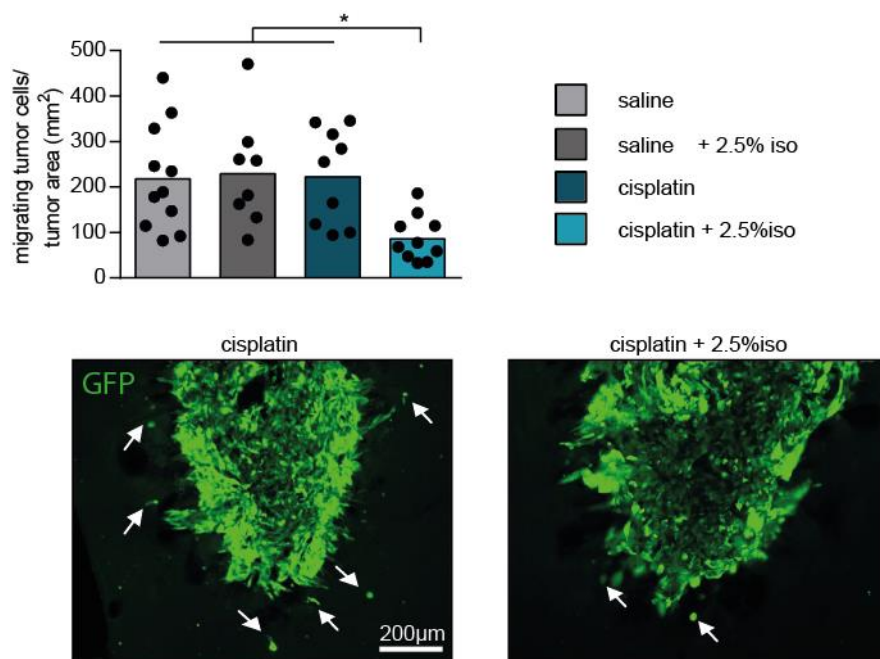 *
500
400
300
200
100
0
migrating tumor cells/
tumor area (mm²)
saline
saline + 2.5% iso
cisplatin
cisplatin + 2.5%iso
cisplatin
GFP
200µm
cisplatin + 2.5%iso